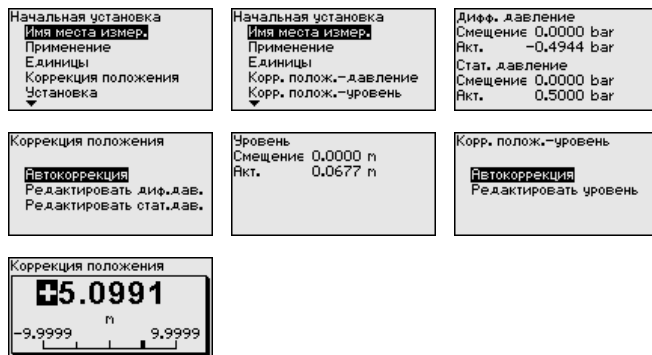 Начальная установка
Имя места измер.
Применение
Единицы
Коррекция положения
Установка
Начальная установка
Имя места измер.
Применение
Единицы
Корр. полож.-давление
Корр. полож.-уровень
Дифф. давление
Смещение 0.0000 bar
Акт. -0.4944 bar
Стат. давление
Смещение 0.0000 bar
Акт. 0.5000 bar
Коррекция положения
Автокоррекция
Редактировать диф.дав.
Редактировать стат.дав.
Уровень
Смещение 0.0000 m
Акт. 0.0677 m
Корр. полож.-уровень
Автокоррекция
Редактировать уровень
Коррекция положения
+5.0991
m
-9.9999 9.9999